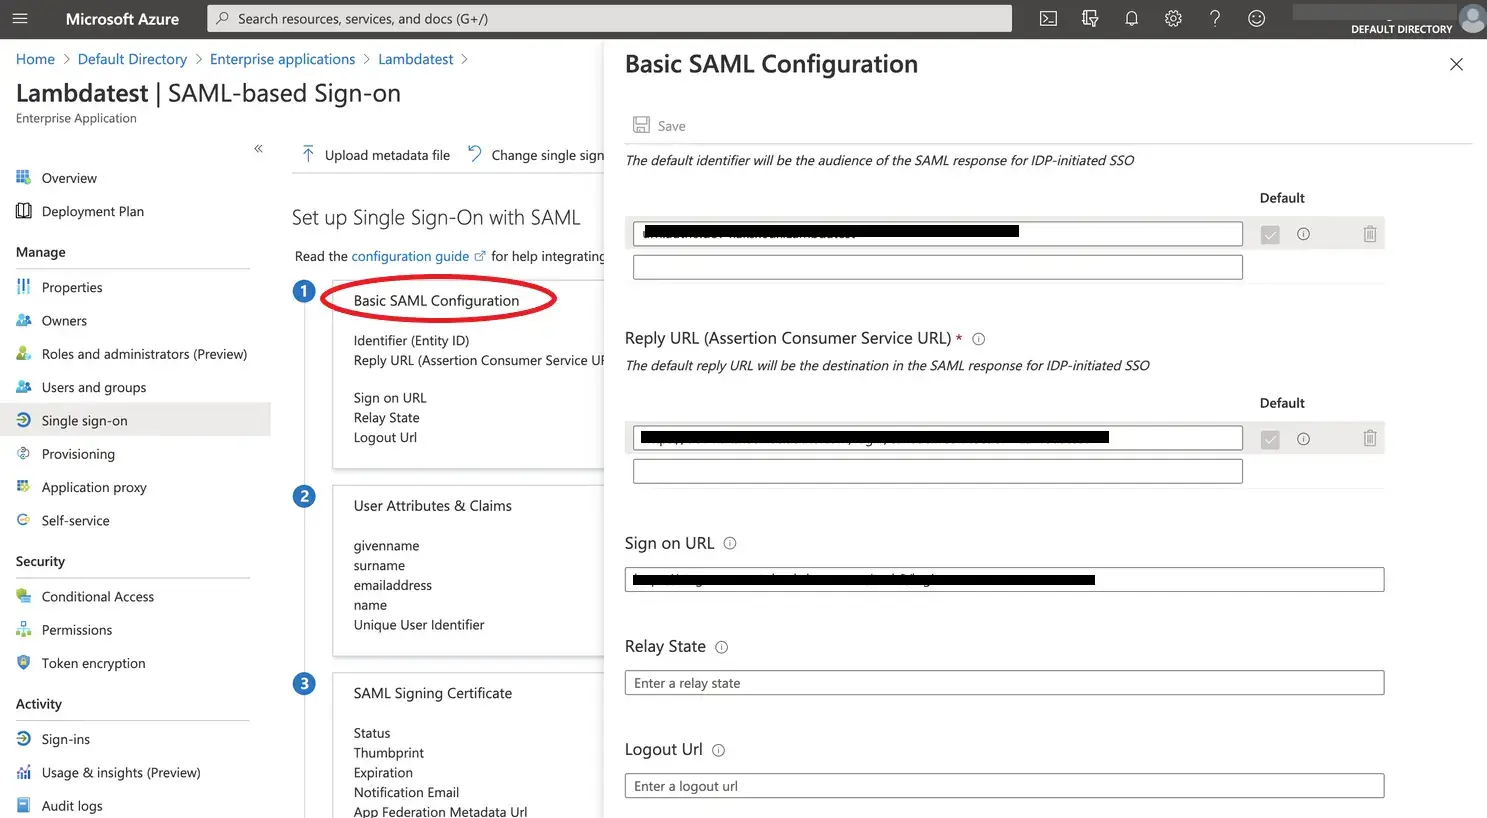 Microsoft Azure
Search resources, services, and docs (G+/)
DEFAULT DIRECTORY
Home > Default Directory > Enterprise applications > Lambdatest >
Lambdatest | SAML-based Sign-on
Enterprise Application
«
Overview
Deployment Plan
Manage
Properties
Owners
Roles and administrators (Preview)
Users and groups
Single sign-on
Provisioning
Application proxy
Self-service
Security
Conditional Access
Permissions
Token encryption
Activity
Sign-ins
Usage & insights (Preview)
Audit logs
Upload metadata file
Change single sign
Set up Single Sign-On with SAML
Read the configuration guide for help integrating
1
Basic SAML Configuration
Identifier (Entity ID)
Reply URL (Assertion Consumer Service UR
Sign on URL
Relay State
Logout Url
2
User Attributes & Claims
givenname
surname
emailaddress
name
Unique User Identifier
3
SAML Signing Certificate
Status
Thumbprint
Expiration
Notification Email
App Federation Metadata Url
Basic SAML Configuration
Save
The default identifier will be the audience of the SAML response for IDP-initiated SSO
Default
Reply URL (Assertion Consumer Service URL) *
The default reply URL will be the destination in the SAML response for IDP-initiated SSO
Default
Sign on URL
Relay State
Enter a relay state
Logout Url
Enter a logout url